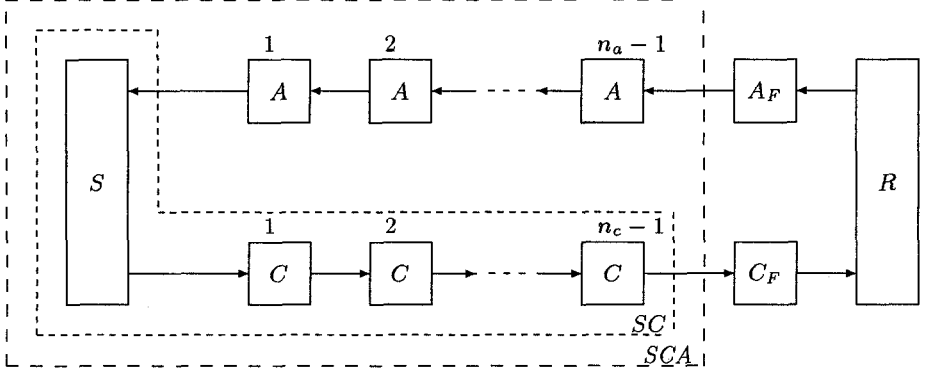 1 2 n_a − 1
A A A A_F
S R
1 2 n_c − 1
C C C C_F
SC
SCA